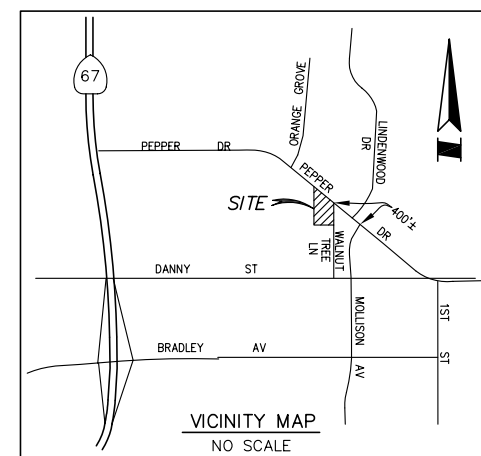 67
ORANGE GROVE
LINDENWOOD
DR
PEPPER DR
PEPPER
DR
SITE
400'±
WALNUT
TREE
LN
DANNY ST
MOLLISON
AV
1ST
ST
BRADLEY AV
VICINITY MAP
NO SCALE